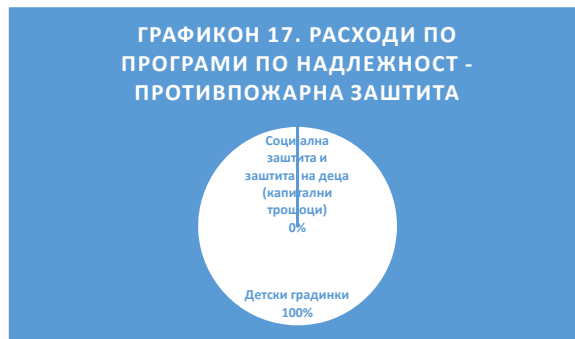 ГРАФИКОН 17. РАСХОДИ ПО
ПРОГРАМИ ПО НАДЛЕЖНОСТ -
ПРОТИВПОЖАРНА ЗАШТИТА
Социјална
заштита и
заштита на деца
(капитални
трошоци)
0%
Детски градинки
100%